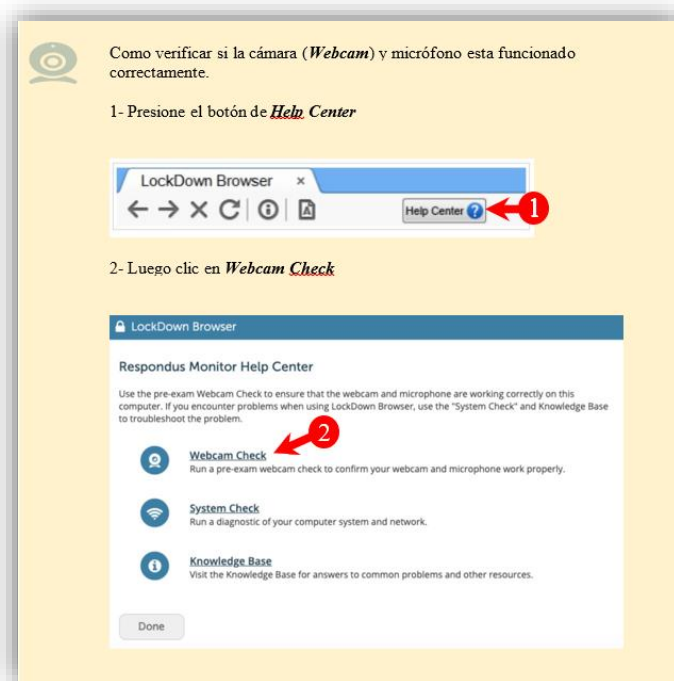 Como verificar si la cámara (Webcam) y micrófono esta funcionado
correctamente.
1- Presione el botón de Help Center
LockDown Browser ×
Help Center ? 1
2- Luego clic en Webcam Check
LockDown Browser
Respondus Monitor Help Center
Use the pre-exam Webcam Check to ensure that the webcam and microphone are working correctly on this
computer. If you encounter problems when using LockDown Browser, use the "System Check" and Knowledge Base
to troubleshoot the problem.
2
Webcam Check
Run a pre-exam webcam check to confirm your webcam and microphone work properly.
System Check
Run a diagnostic of your computer system and network.
Knowledge Base
Visit the Knowledge Base for answers to common problems and other resources.
Done